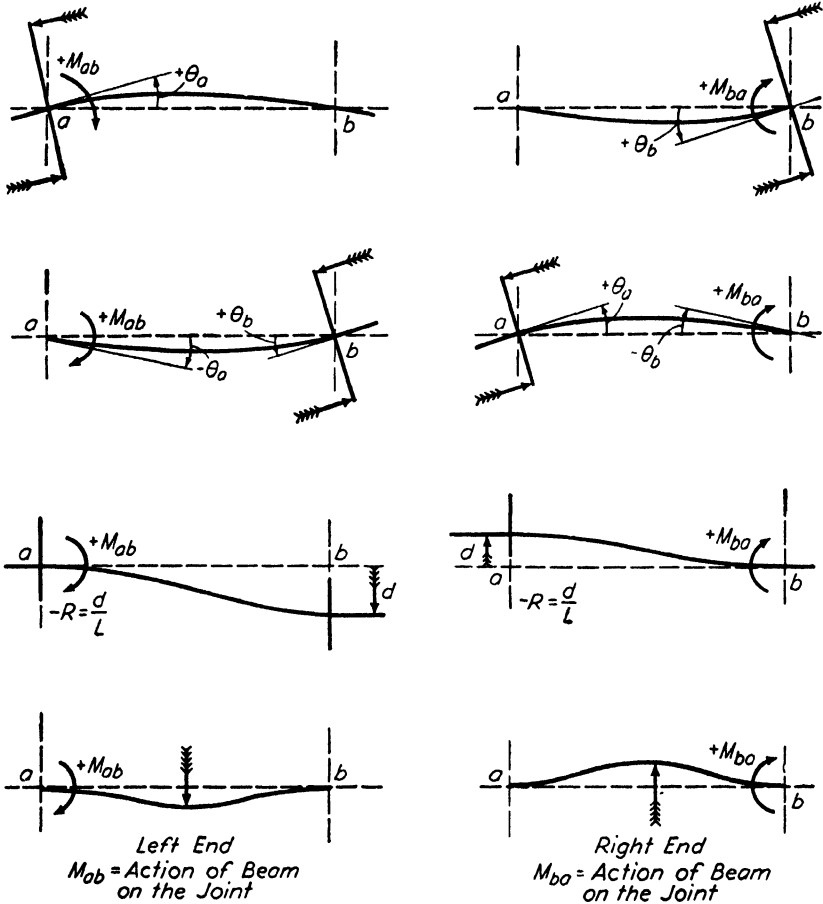 +Mab
+θa
a
b
a
+Mba
+θb
b
a
+Mab
+θb
-θa
b
+θa
+Mba
a
-θb
b
a
+Mab
b
d
-R = d/L
d
a
+Mba
b
-R = d/L
a
+Mab
b
a
+Mba
b
Left End
Mab = Action of Beam
on the Joint
Right End
Mba = Action of Beam
on the Joint